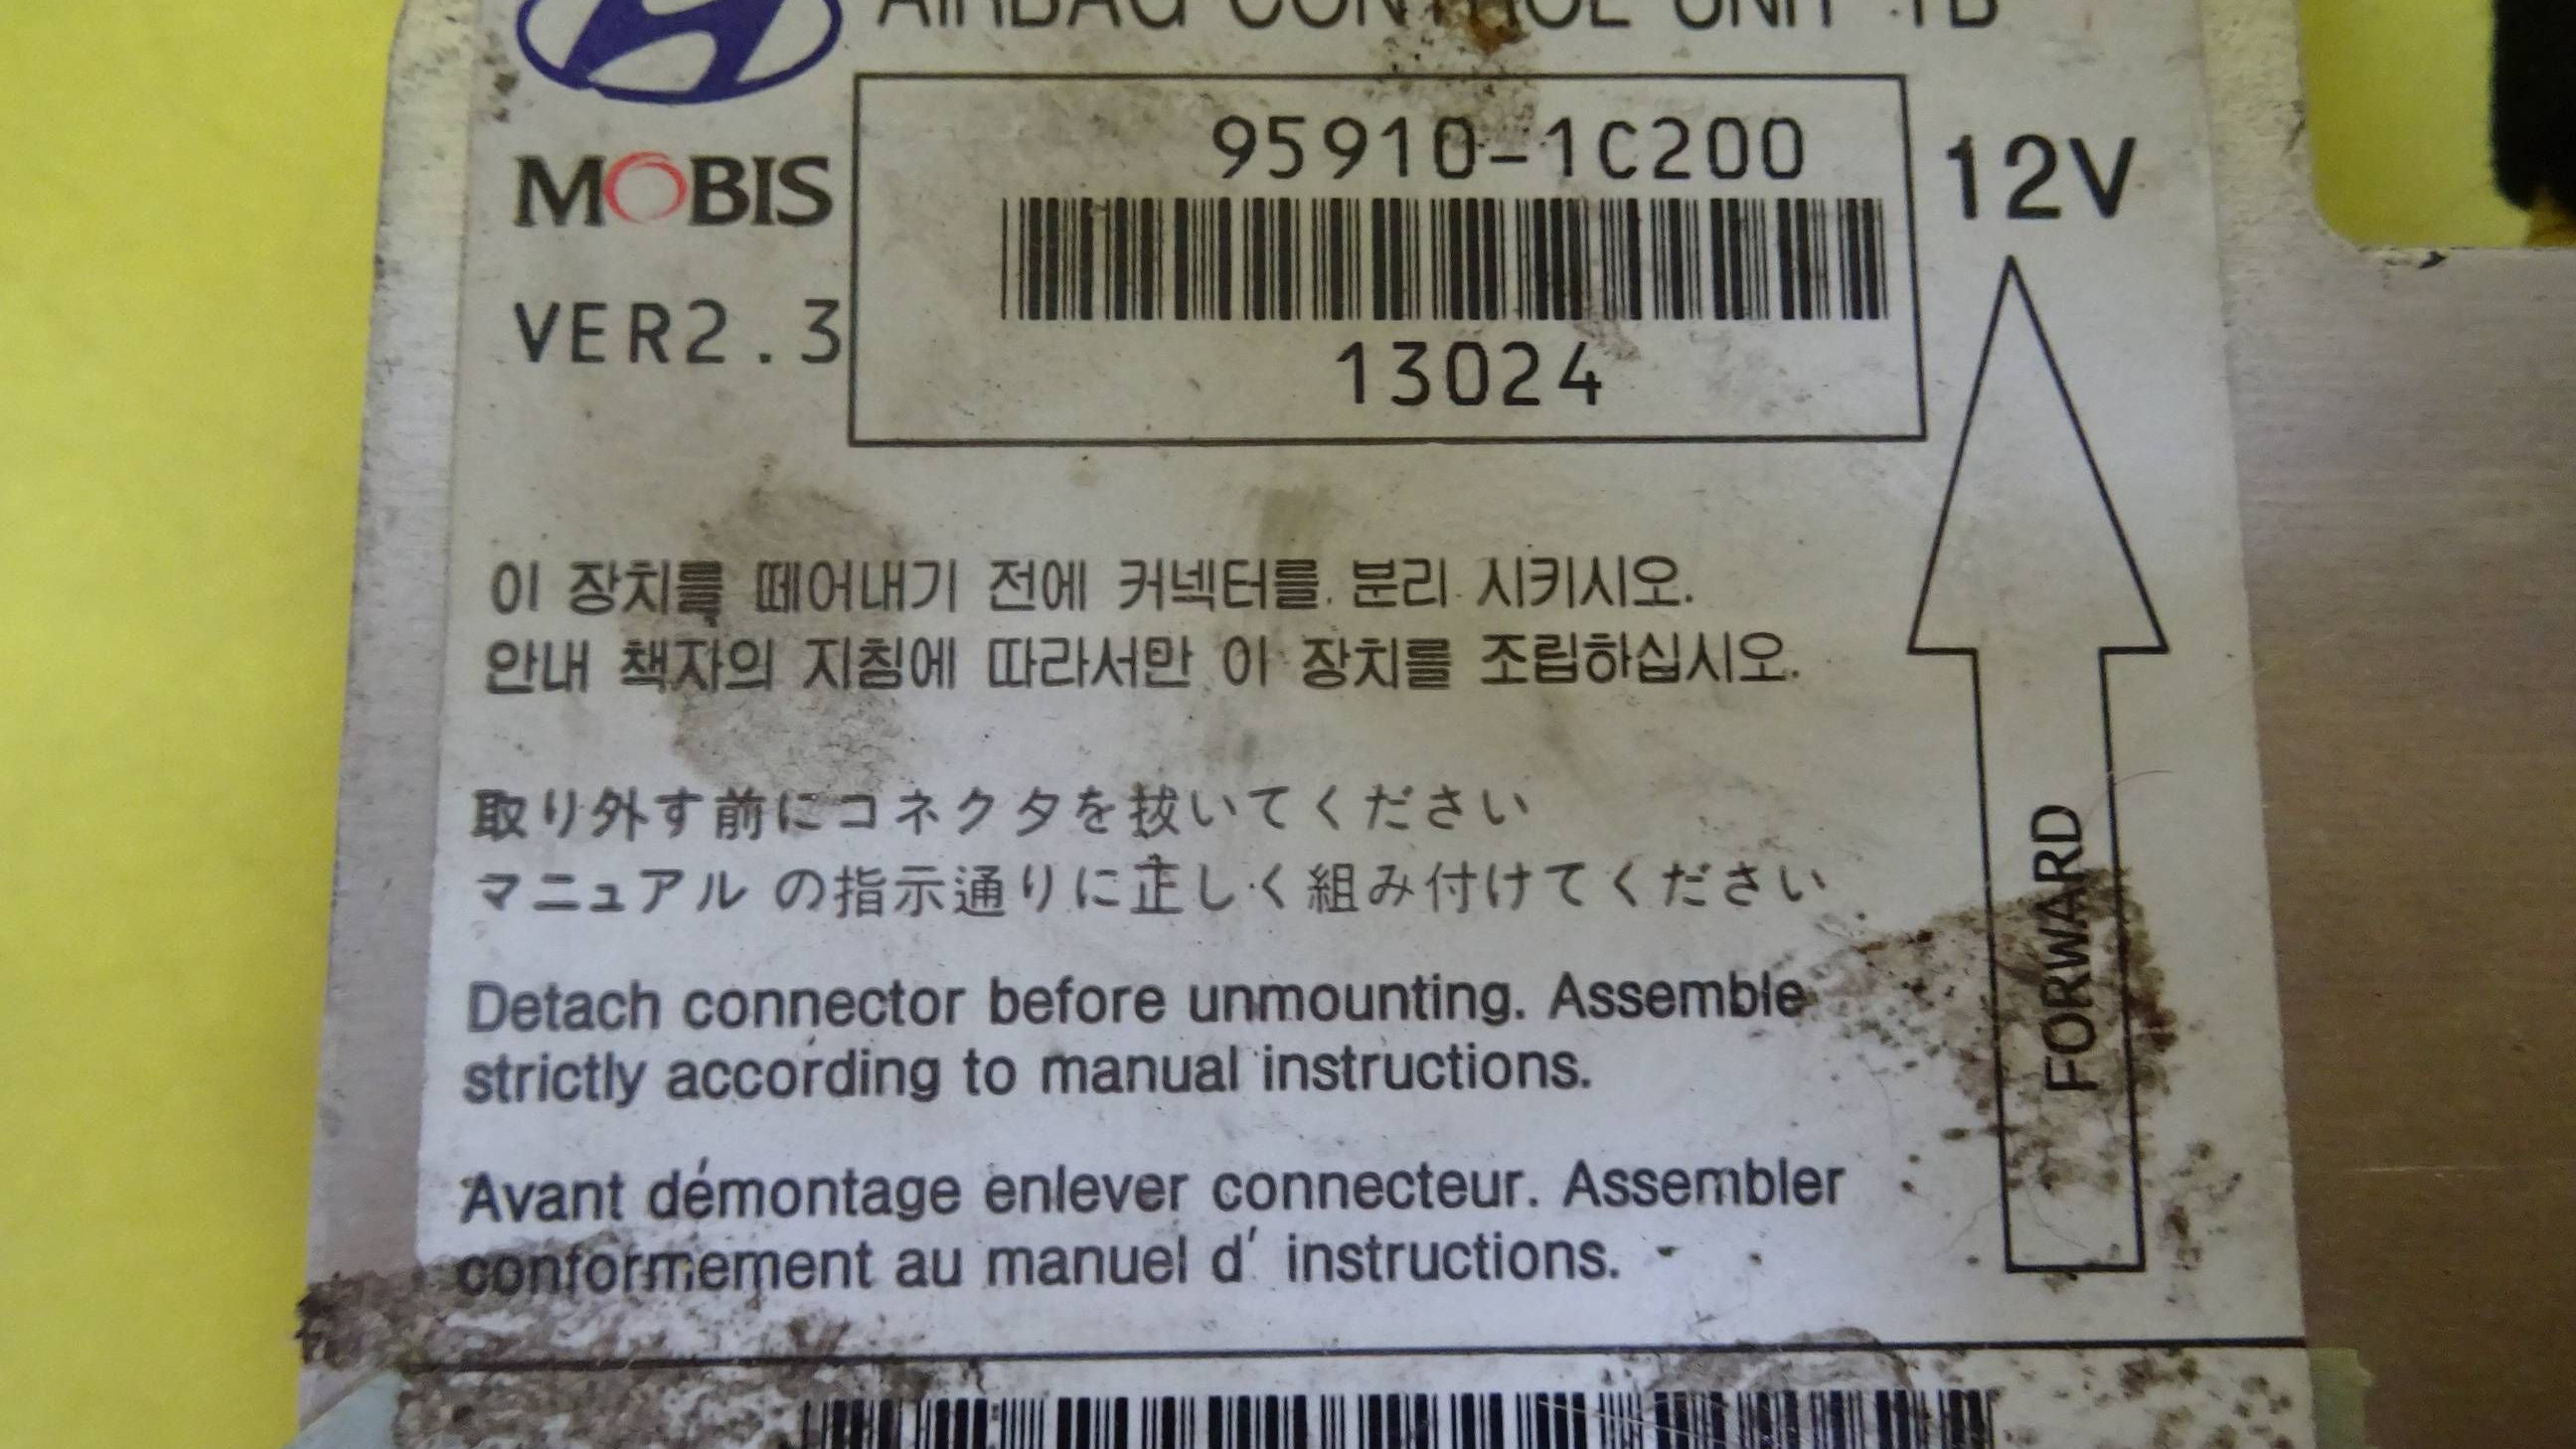 AIRBAG CONTROL UNIT TB
95910-1C200
12V
MOBIS
VER2.3
13024
이 장치를 떼어내기 전에 커넥터를 분리 시키시오.
안내 책자의 지침에 따라서만 이 장치를 조립하십시오.
取り外す前にコネクタを抜いてください
マニュアル の指示通りに正しく組み付けてください
Detach connector before unmounting. Assemble
strictly according to manual instructions.
Avant démontage enlever connecteur. Assembler
conformement au manuel d' instructions.
FORWARD